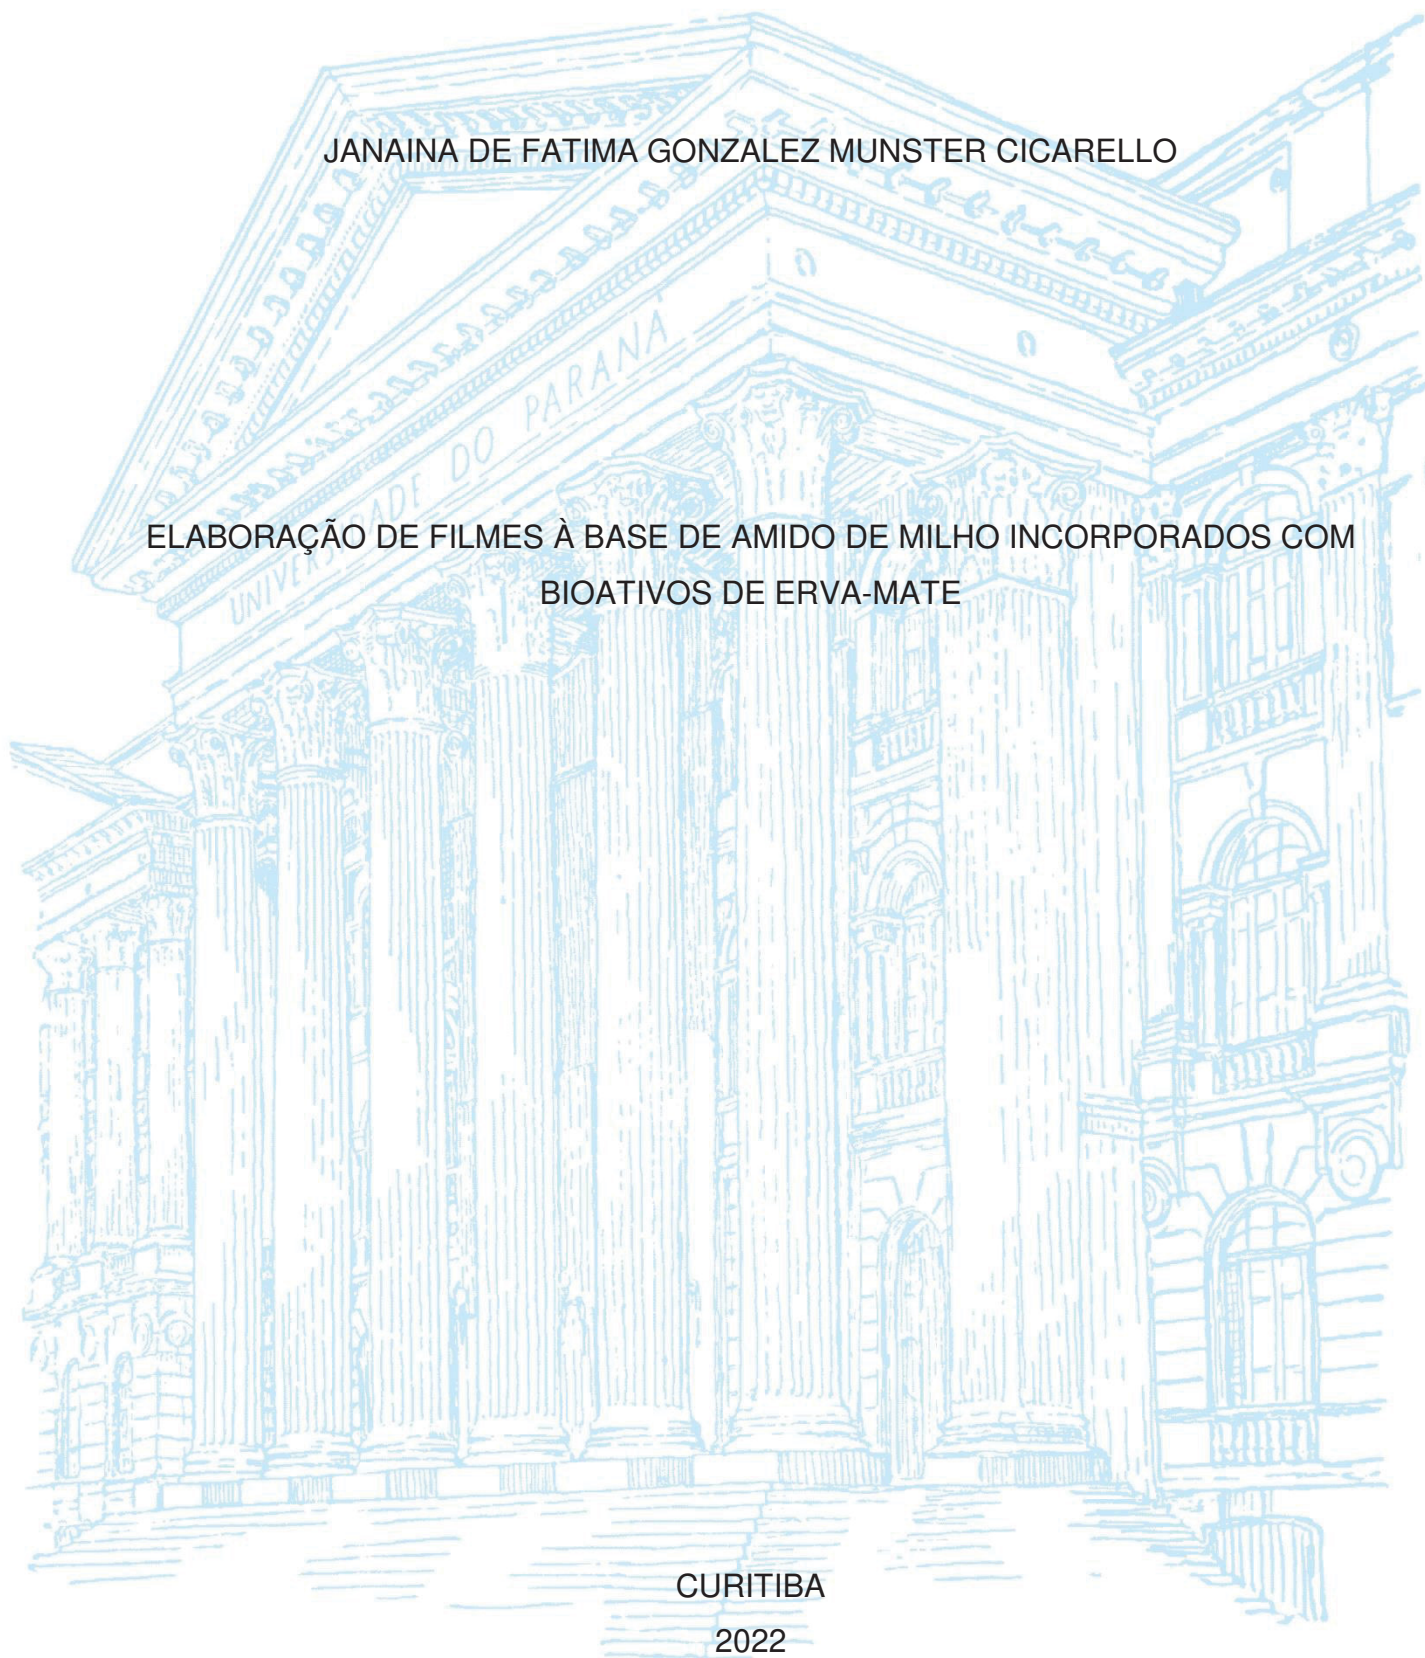 JANAINA DE FATIMA GONZALEZ MUNSTER CICARELLO
UNIVERSIDADE DO PARANÁ
ELABORAÇÃO DE FILMES À BASE DE AMIDO DE MILHO INCORPORADOS COM
BIOATIVOS DE ERVA-MATE
CURITIBA
2022